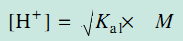 [H⁺] = √Kₐ₁× M